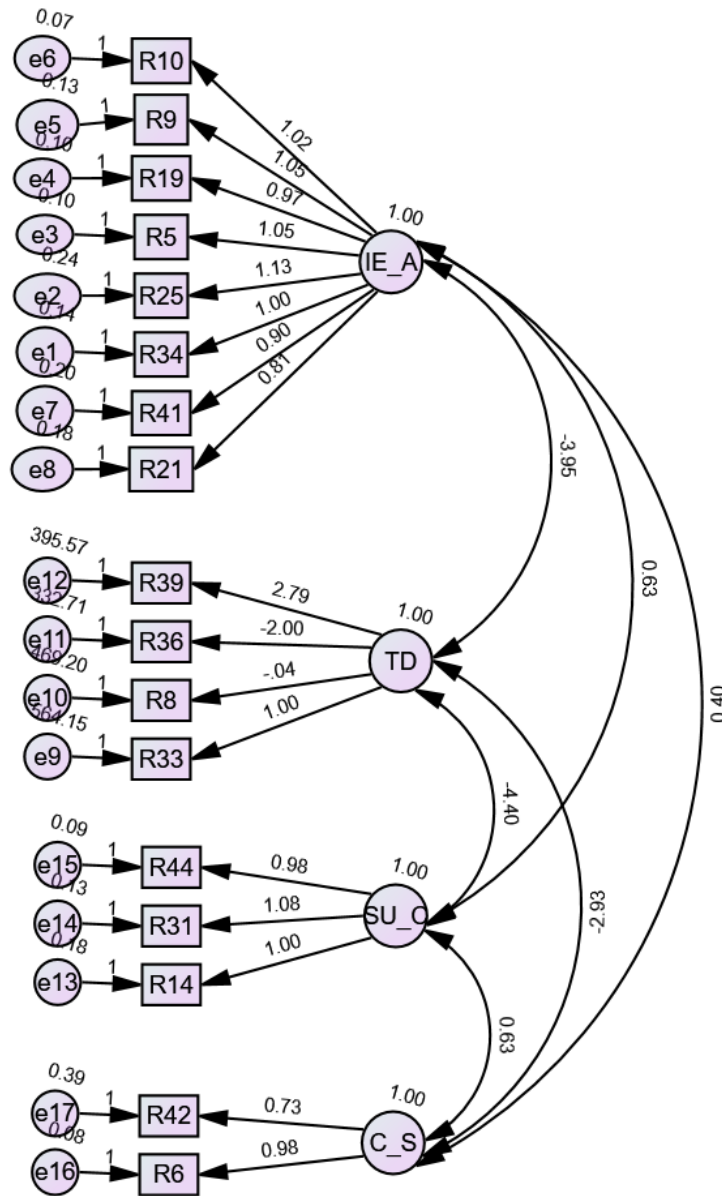 0.07
e6 1 R10
0.13
e5 1 R9
0.10
e4 1 R19
0.10
e3 1 R5
0.24
e2 1 R25
0.14
e1 1 R34
0.20
e7 1 R41
0.18
e8 1 R21
1.02
1.05
0.97
1.05
1.13
1.00
0.90
0.81
1.00
IE_A
-3.95
0.63
0.40
395.57
e12 1 R39 2.79
332.71
e11 1 R36 -2.00
469.20
e10 1 R8 -.04
564.15
e9 1 R33 1.00
1.00
TD
-4.40
-2.93
0.09
e15 1 R44 0.98
0.13
e14 1 R31 1.08
0.18
e13 1 R14 1.00
1.00
SU_C
0.63
0.39
e17 1 R42 0.73
0.08
e16 1 R6 0.98
1.00
C_S